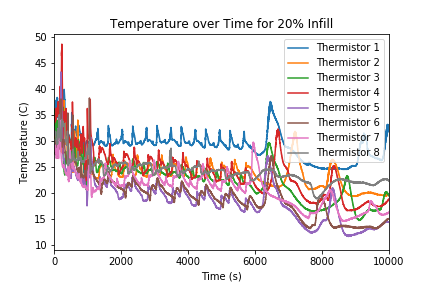 Temperature over Time for 20% Infill
Temperature (C)
50
45
40
35
30
25
20
15
10
Thermistor 1
Thermistor 2
Thermistor 3
Thermistor 4
Thermistor 5
Thermistor 6
Thermistor 7
Thermistor 8
0 2000 4000 6000 8000 10000
Time (s)